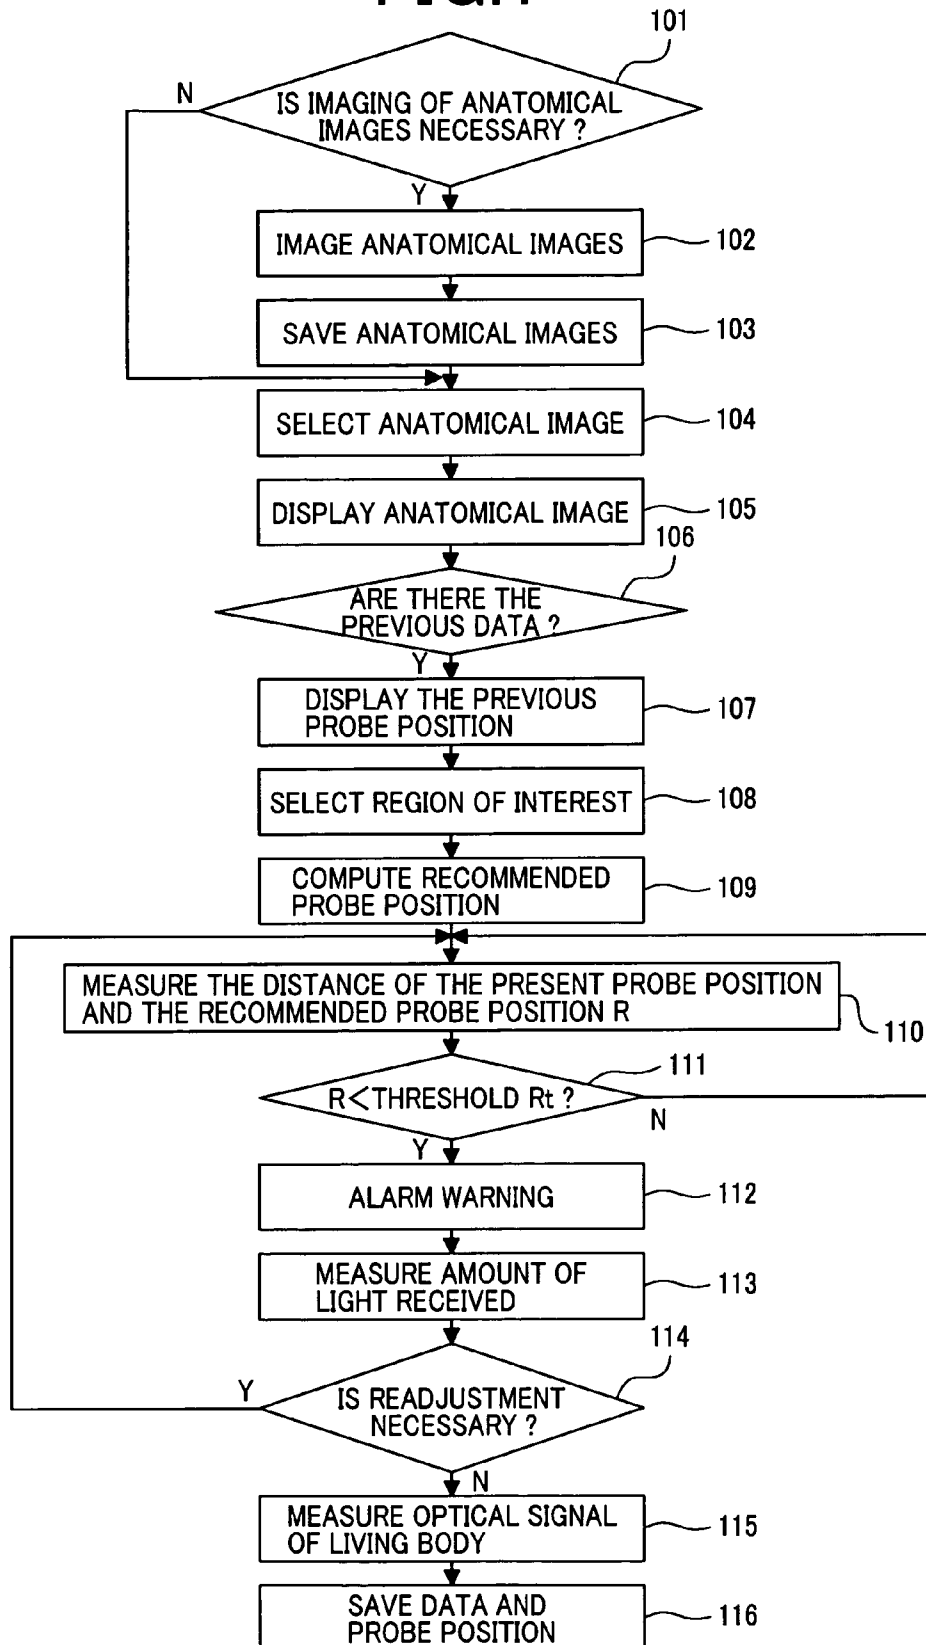 101
N
IS IMAGING OF ANATOMICAL
IMAGES NECESSARY ?
Y
IMAGE ANATOMICAL IMAGES
102
SAVE ANATOMICAL IMAGES
103
SELECT ANATOMICAL IMAGE
104
DISPLAY ANATOMICAL IMAGE
105
106
ARE THERE THE
PREVIOUS DATA ?
Y
DISPLAY THE PREVIOUS
PROBE POSITION
107
SELECT REGION OF INTEREST
108
COMPUTE RECOMMENDED
PROBE POSITION
109
MEASURE THE DISTANCE OF THE PRESENT PROBE POSITION
AND THE RECOMMENDED PROBE POSITION R
110
111
R<THRESHOLD Rt ?
N
Y
ALARM WARNING
112
MEASURE AMOUNT OF
LIGHT RECEIVED
113
114
Y
IS READJUSTMENT
NECESSARY ?
N
MEASURE OPTICAL SIGNAL
OF LIVING BODY
115
SAVE DATA AND
PROBE POSITION
116